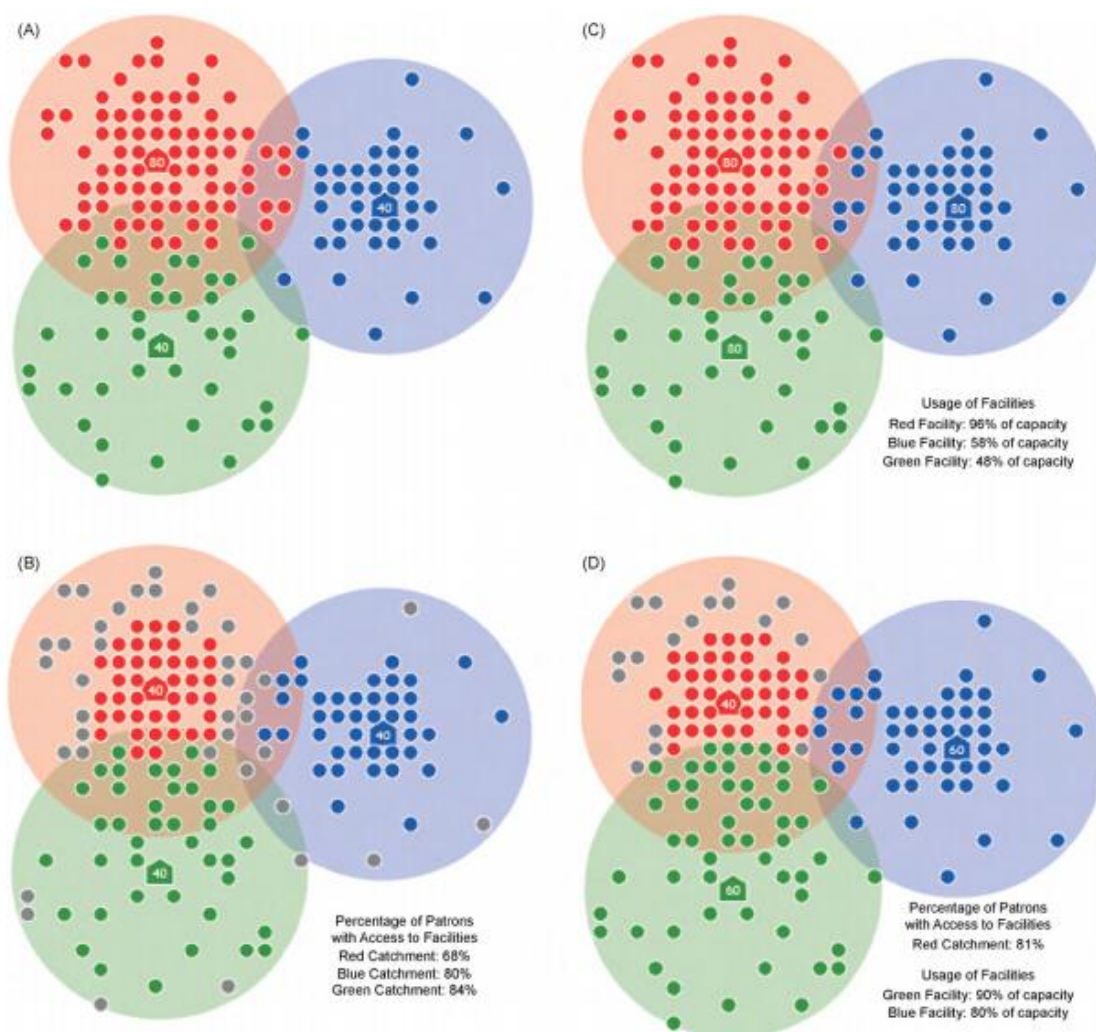 (A)
80
40
40
(C)
80
80
80
Usage of Facilities
Red Facility: 96% of capacity
Blue Facility: 58% of capacity
Green Facility: 48% of capacity
(B)
40
40
40
Percentage of Patrons
with Access to Facilities
Red Catchment: 68%
Blue Catchment: 80%
Green Catchment: 84%
(D)
40
60
60
Percentage of Patrons
with Access to Facilities
Red Catchment: 81%
Usage of Facilities
Green Facility: 90% of capacity
Blue Facility: 80% of capacity